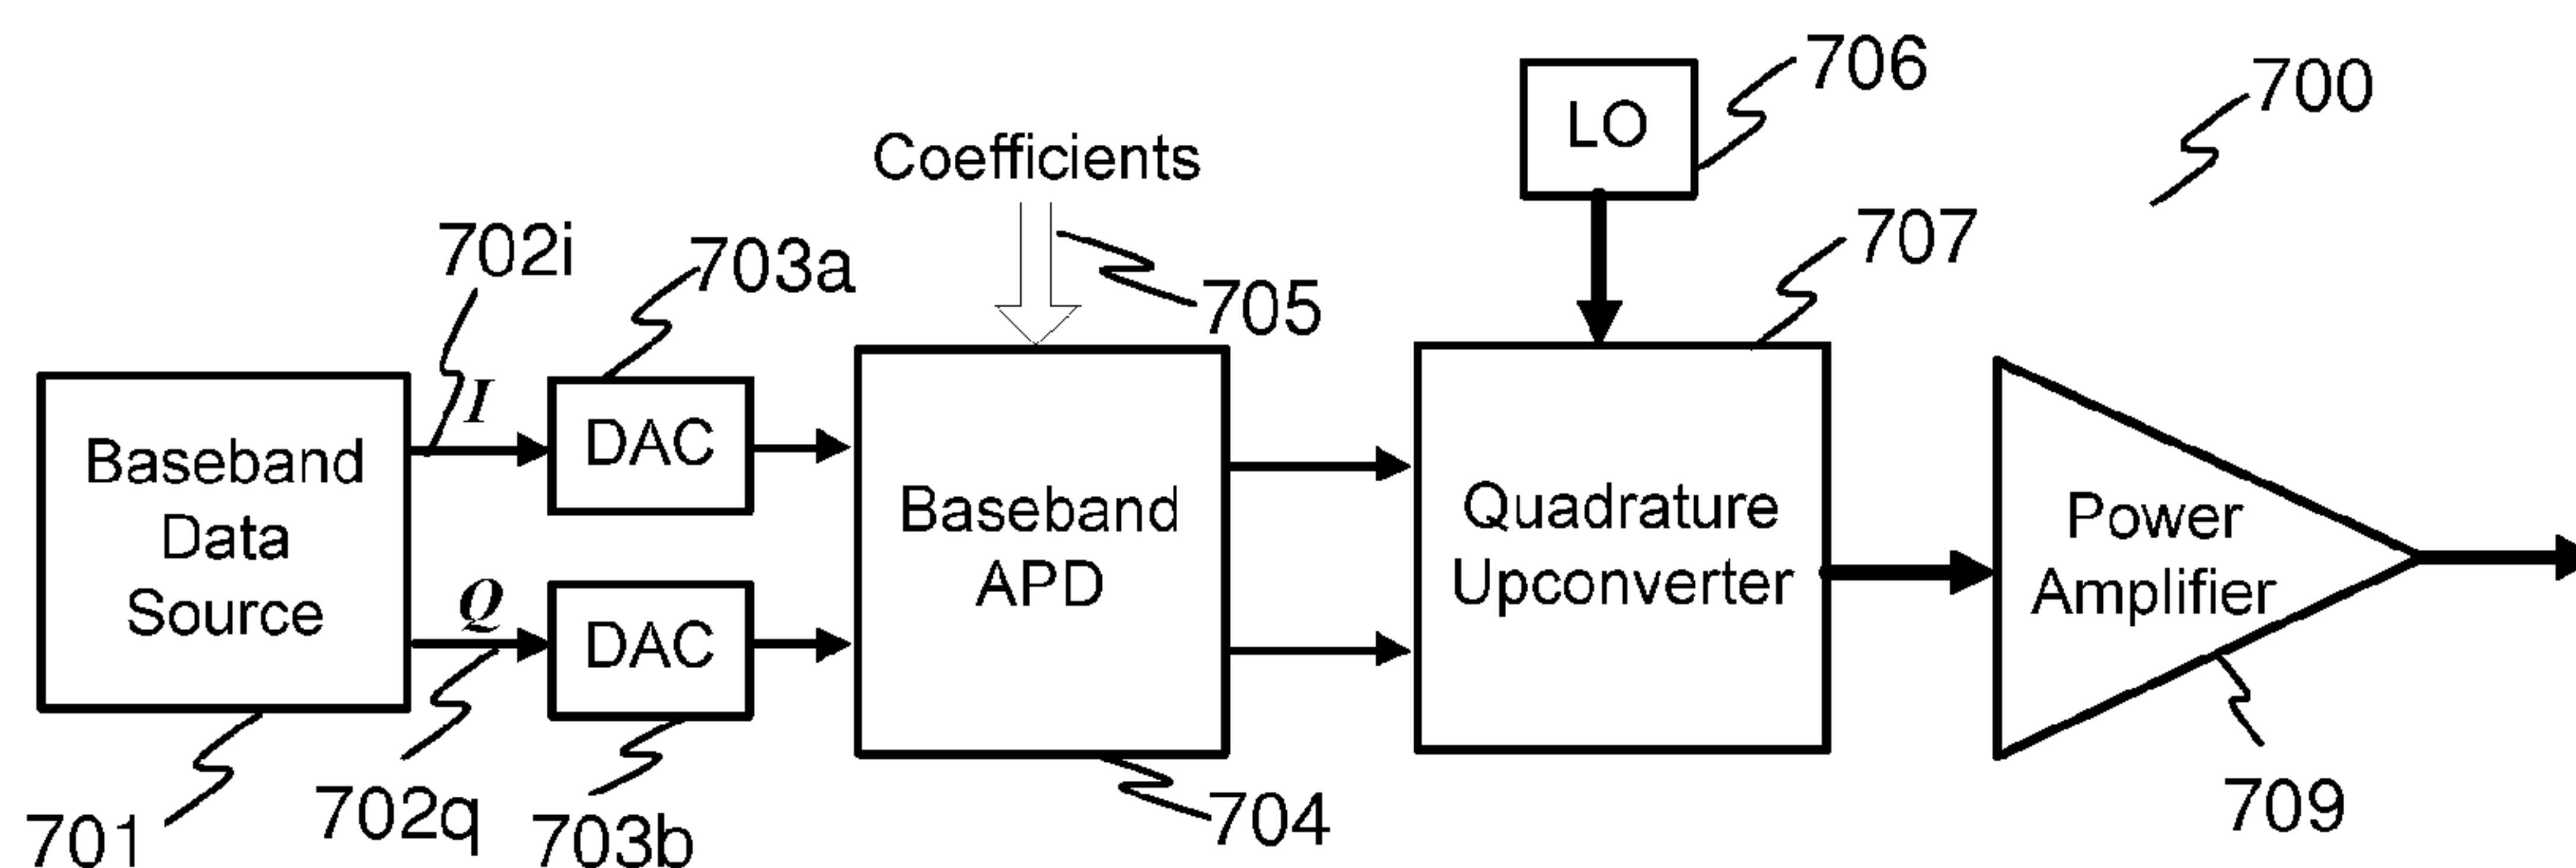 706
700
LO
Coefficients
702i
703a
705
707
I
DAC
Baseband
Data
Source
Baseband
APD
Quadrature
Upconverter
Power
Amplifier
Q
DAC
701
702q
703b
704
709